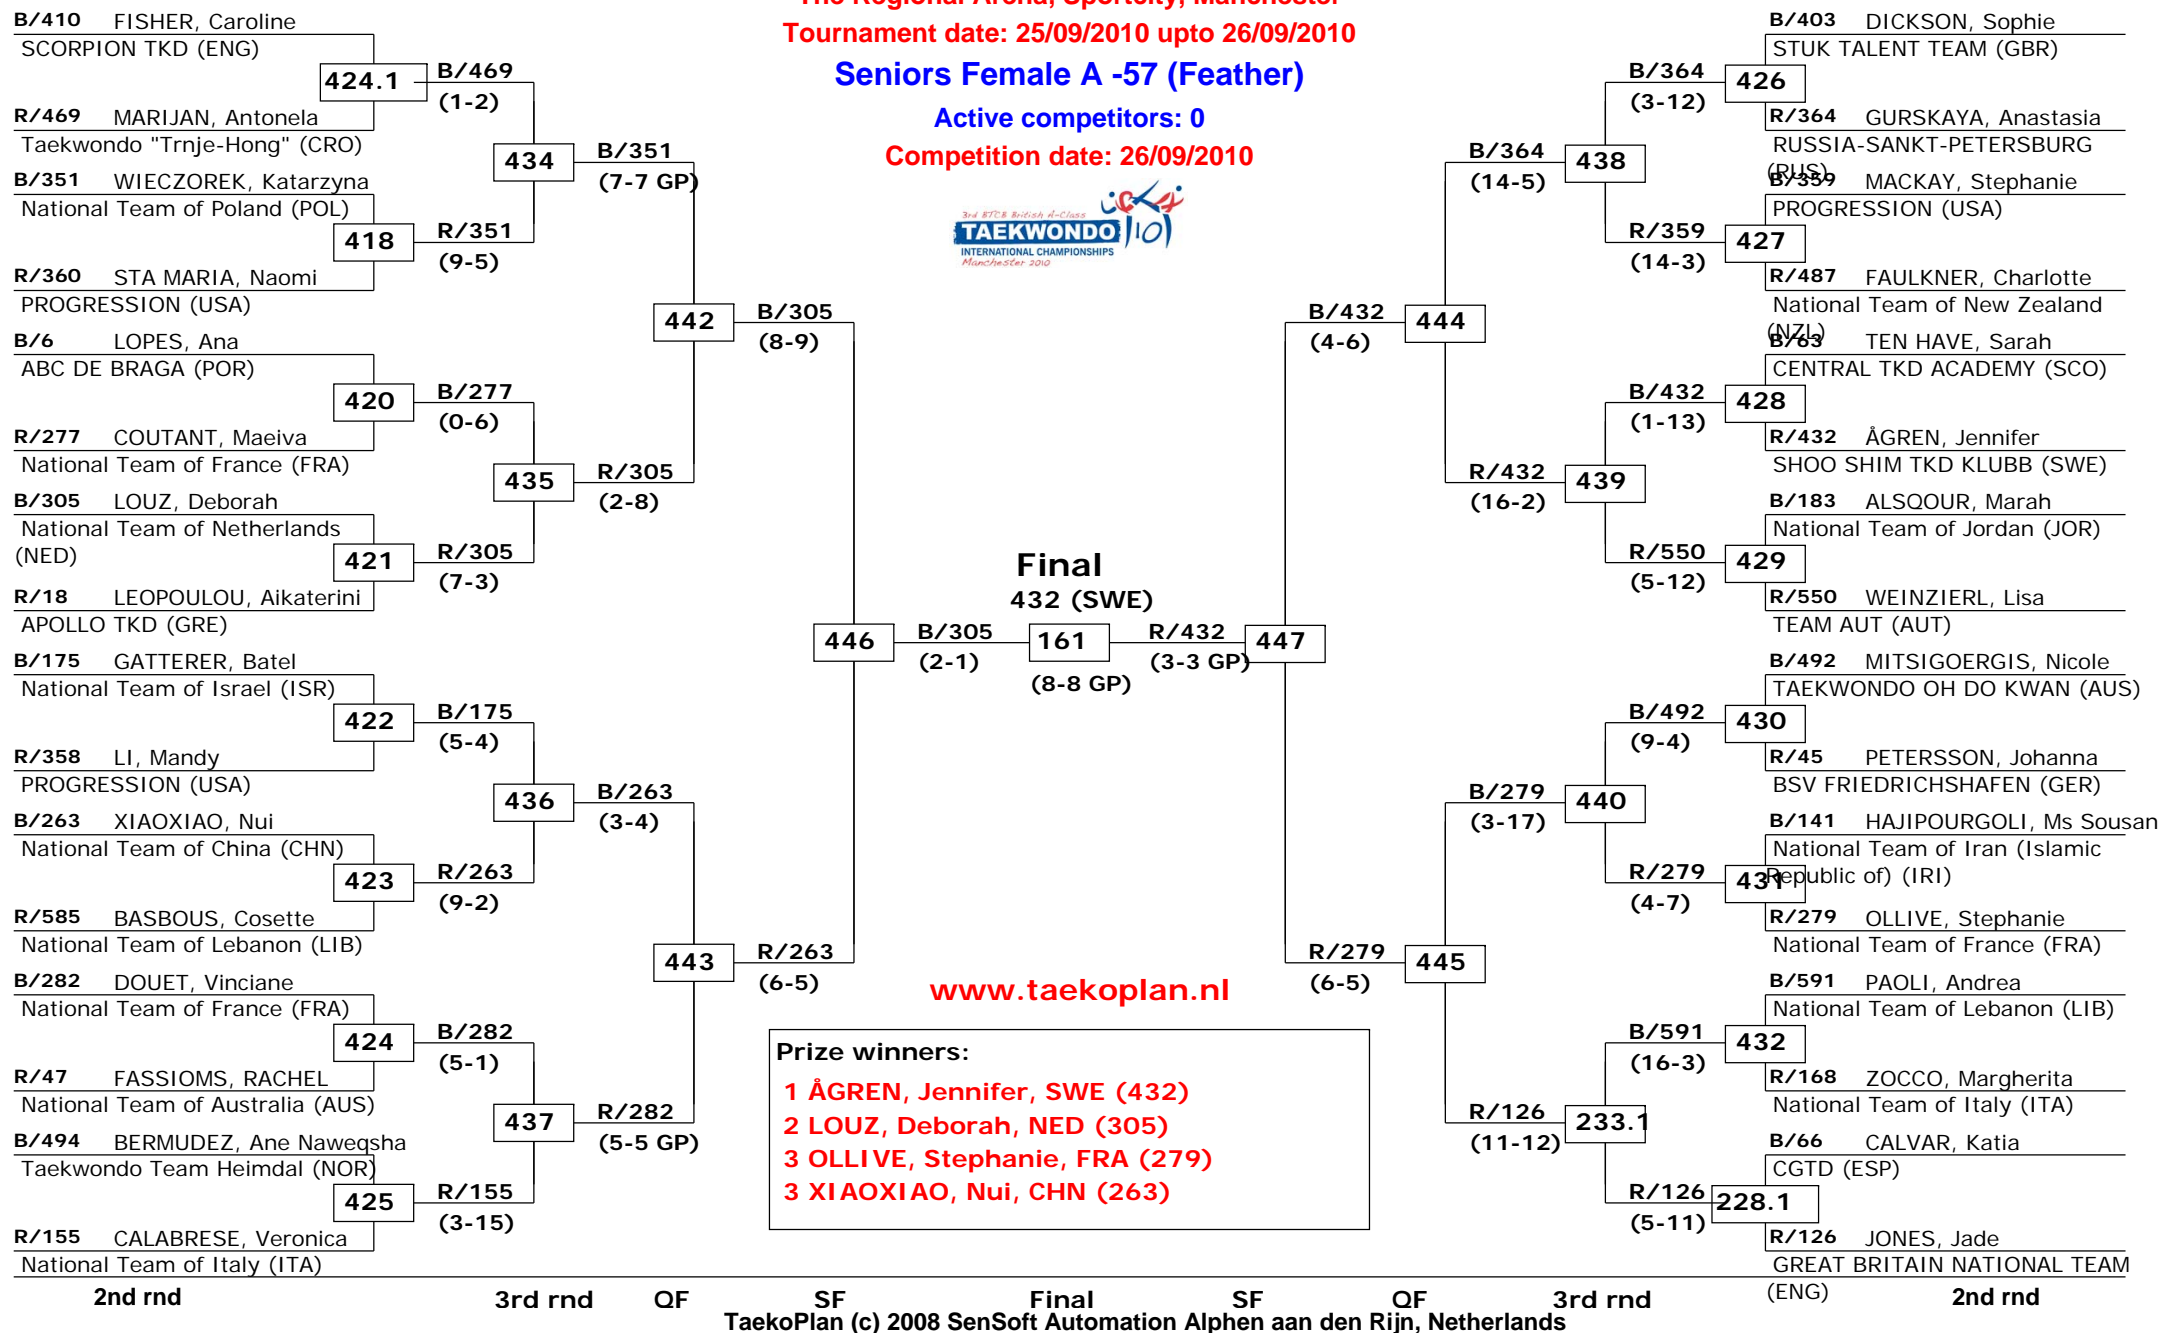 The Regional Arena, Sportcity, Manchester
Tournament date: 25/09/2010 upto 26/09/2010
Seniors Female A -57 (Feather)
Active competitors: 0
Competition date: 26/09/2010
3rd BTCB British A-Class
TAEKWONDO 10
INTERNATIONAL CHAMPIONSHIPS
Manchester 2010
B/410 FISHER, Caroline
SCORPION TKD (ENG)
424.1
B/469
(1-2)
R/469 MARIJAN, Antonela
Taekwondo "Trnje-Hong" (CRO)
434
B/351
(7-7 GP)
B/351 WIECZOREK, Katarzyna
National Team of Poland (POL)
418
R/351
(9-5)
R/360 STA MARIA, Naomi
PROGRESSION (USA)
442
B/305
(8-9)
B/6 LOPES, Ana
ABC DE BRAGA (POR)
420
B/277
(0-6)
R/277 COUTANT, Maeiva
National Team of France (FRA)
435
R/305
(2-8)
B/305 LOUZ, Deborah
National Team of Netherlands
(NED)
421
R/305
(7-3)
R/18 LEOPOULOU, Aikaterini
APOLLO TKD (GRE)
446
B/305
(2-1)
B/175 GATTERER, Batel
National Team of Israel (ISR)
422
B/175
(5-4)
R/358 LI, Mandy
PROGRESSION (USA)
436
B/263
(3-4)
B/263 XIAOXIAO, Nui
National Team of China (CHN)
423
R/263
(9-2)
R/585 BASBOUS, Cosette
National Team of Lebanon (LIB)
443
R/263
(6-5)
B/282 DOUET, Vinciane
National Team of France (FRA)
424
B/282
(5-1)
R/47 FASSIOMS, RACHEL
National Team of Australia (AUS)
437
R/282
(5-5 GP)
B/494 BERMUDEZ, Ane Naweqsha
Taekwondo Team Heimdal (NOR)
425
R/155
(3-15)
R/155 CALABRESE, Veronica
National Team of Italy (ITA)
Final
432 (SWE)
161
(8-8 GP)
R/432
(3-3 GP)
447
B/403 DICKSON, Sophie
STUK TALENT TEAM (GBR)
B/364
(3-12)
426
R/364 GURSKAYA, Anastasia
RUSSIA-SANKT-PETERSBURG
(RUS)
B/364
(14-5)
438
B/359 MACKAY, Stephanie
PROGRESSION (USA)
R/359
(14-3)
427
R/487 FAULKNER, Charlotte
National Team of New Zealand
(NZL)
B/432
(4-6)
444
B/63 TEN HAVE, Sarah
CENTRAL TKD ACADEMY (SCO)
B/432
(1-13)
428
R/432 ÅGREN, Jennifer
SHOO SHIM TKD KLUBB (SWE)
R/432
(16-2)
439
B/183 ALSQOUR, Marah
National Team of Jordan (JOR)
R/550
(5-12)
429
R/550 WEINZIERL, Lisa
TEAM AUT (AUT)
B/492 MITSIGOERGIS, Nicole
TAEKWONDO OH DO KWAN (AUS)
B/492
(9-4)
430
R/45 PETERSSON, Johanna
BSV FRIEDRICHSHAFEN (GER)
B/279
(3-17)
440
B/141 HAJIPOURGOLI, Ms Sousan
National Team of Iran (Islamic
Republic of) (IRI)
R/279
(4-7)
431
R/279 OLLIVE, Stephanie
National Team of France (FRA)
R/279
(6-5)
445
B/591 PAOLI, Andrea
National Team of Lebanon (LIB)
B/591
(16-3)
432
R/168 ZOCCO, Margherita
National Team of Italy (ITA)
R/126
(11-12)
233.1
B/66 CALVAR, Katia
CGTD (ESP)
R/126
(5-11)
228.1
R/126 JONES, Jade
GREAT BRITAIN NATIONAL TEAM
(ENG)
www.taekoplan.nl
Prize winners:
1 ÅGREN, Jennifer, SWE (432)
2 LOUZ, Deborah, NED (305)
3 OLLIVE, Stephanie, FRA (279)
3 XIAOXIAO, Nui, CHN (263)
2nd rnd 3rd rnd QF SF Final SF QF 3rd rnd 2nd rnd
TaekoPlan (c) 2008 SenSoft Automation Alphen aan den Rijn, Netherlands